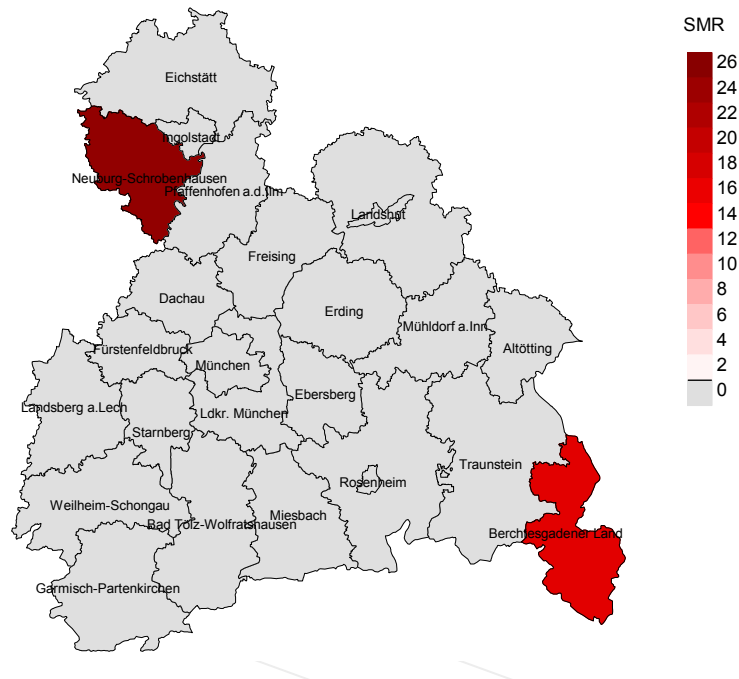 SMR
26
24
22
20
18
16
14
12
10
8
6
4
2
0
Eichstätt
Ingolstadt
Neuburg-Schrobenhausen
Pfaffenhofen a.d.Ilm
Landshut
Freising
Dachau
Erding
Mühldorf a.Inn
Altötting
Fürstenfeldbruck
München
Ebersberg
Landsberg a.Lech
Ldkr. München
Starnberg
Traunstein
Rosenheim
Weilheim-Schongau
Miesbach
Bad Tölz-Wolfratshausen
Berchtesgadener Land
Garmisch-Partenkirchen